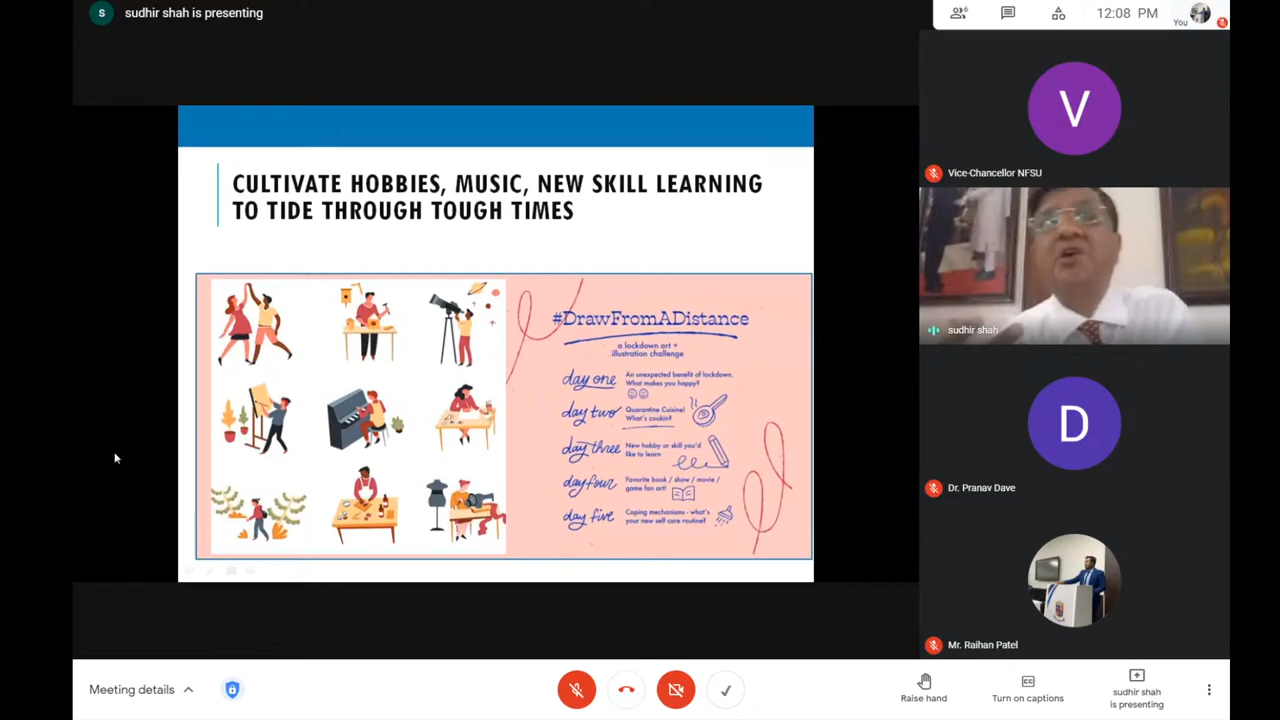 S sudhir shah is presenting
6
12:08 PM
You
CULTIVATE HOBBIES, MUSIC, NEW SKILL LEARNING
TO TIDE THROUGH TOUGH TIMES
#DrawFromADistance
a lockdown art +
illustration challenge
day one
An unexpected benefit of lockdown.
What makes you happy?
day two
Quarantine Cuisine!
What's cookin?
day three
New hobby or skill you'd
like to learn
day four
Favorite book / show / movie /
game fan art!
day five
Coping mechanisms - what's
your new self care routine?
V
Vice-Chancellor NFSU
sudhir shah
D
Dr. Pranav Dave
Mr. Raihan Patel
Meeting details
Raise hand
CC
Turn on captions
sudhir shah
is presenting